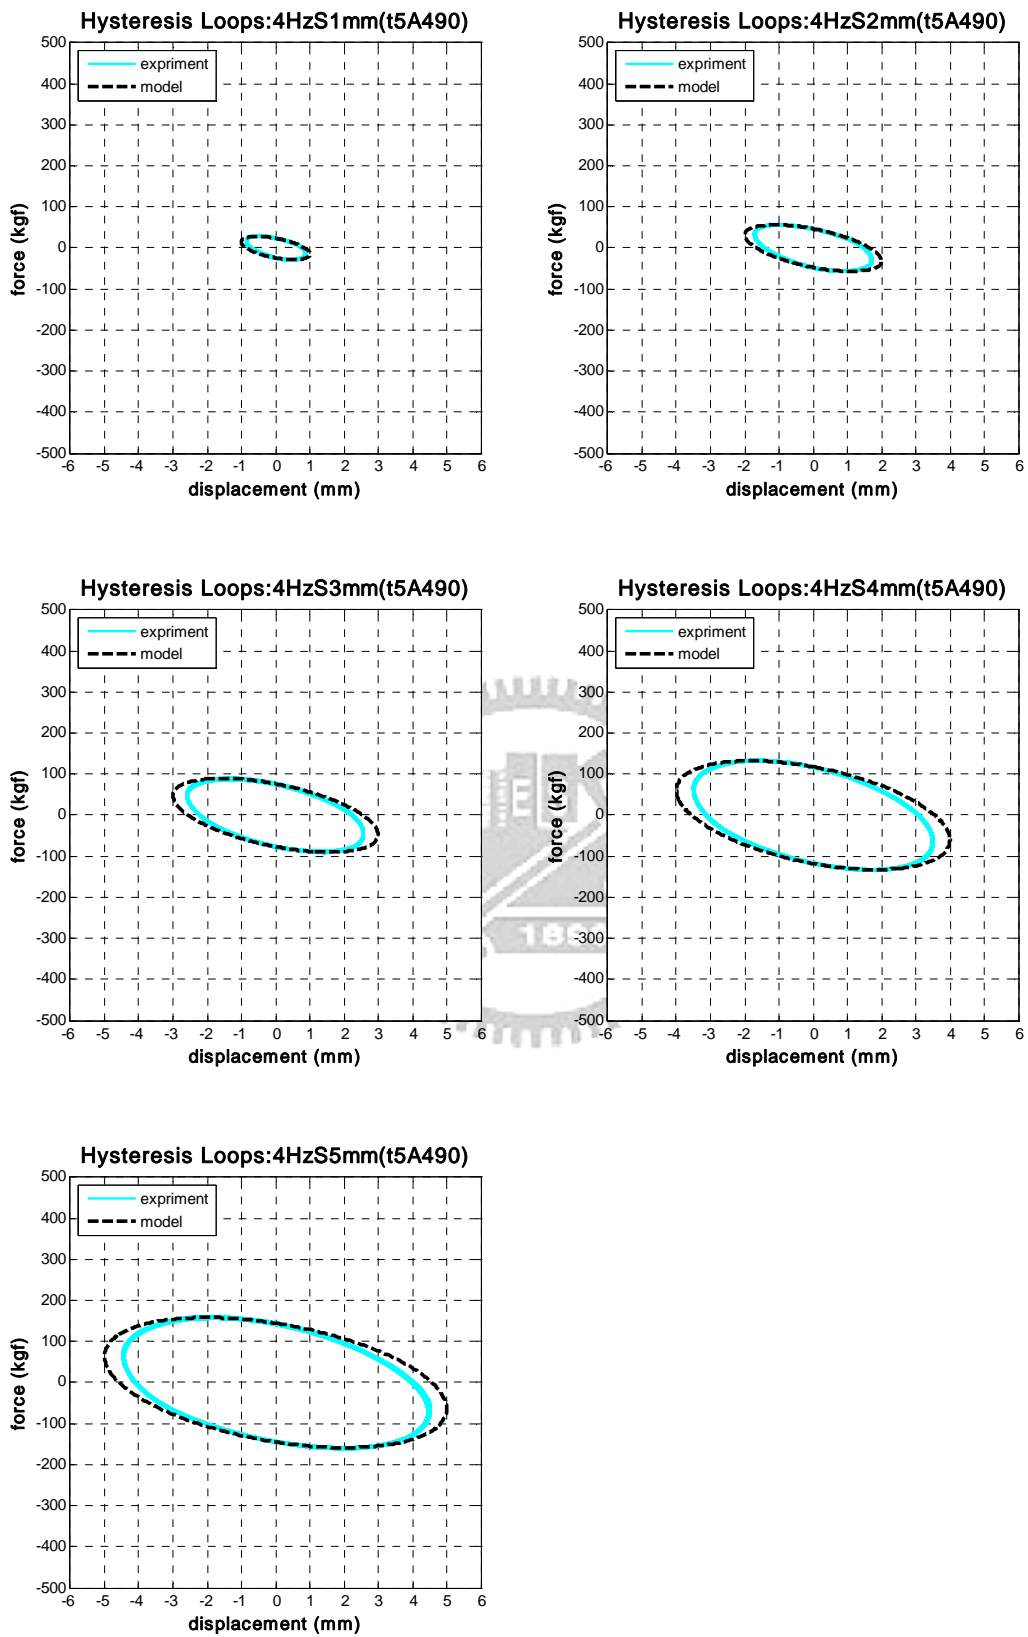 Hysteresis Loops:4HzS1mm(t5A490)
expriment
model
500
400
300
200
100
0
-100
-200
-300
-400
-500
force (kgf)
-6 -5 -4 -3 -2 -1 0 1 2 3 4 5 6
displacement (mm)
Hysteresis Loops:4HzS2mm(t5A490)
expriment
model
500
400
300
200
100
0
-100
-200
-300
-400
-500
force (kgf)
-6 -5 -4 -3 -2 -1 0 1 2 3 4 5 6
displacement (mm)
Hysteresis Loops:4HzS3mm(t5A490)
expriment
model
500
400
300
200
100
0
-100
-200
-300
-400
-500
force (kgf)
-6 -5 -4 -3 -2 -1 0 1 2 3 4 5 6
displacement (mm)
Hysteresis Loops:4HzS4mm(t5A490)
expriment
model
500
400
300
200
100
0
-100
-200
-300
-400
-500
force (kgf)
-6 -5 -4 -3 -2 -1 0 1 2 3 4 5 6
displacement (mm)
Hysteresis Loops:4HzS5mm(t5A490)
expriment
model
500
400
300
200
100
0
-100
-200
-300
-400
-500
force (kgf)
-6 -5 -4 -3 -2 -1 0 1 2 3 4 5 6
displacement (mm)